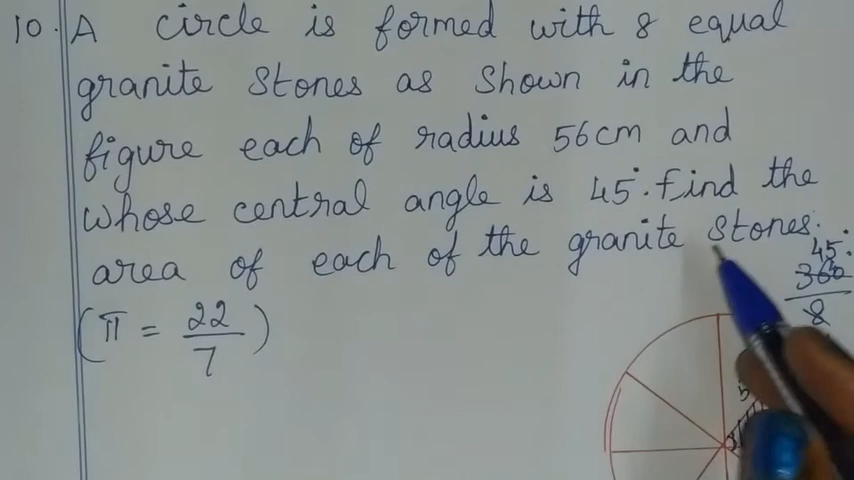 10. A circle is formed with 8 equal
granite stones as shown in the
figure each of radius 56cm and
whose central angle is 45°. Find the
area of each of the granite stones.
(π = 22/7)
45°
360
8